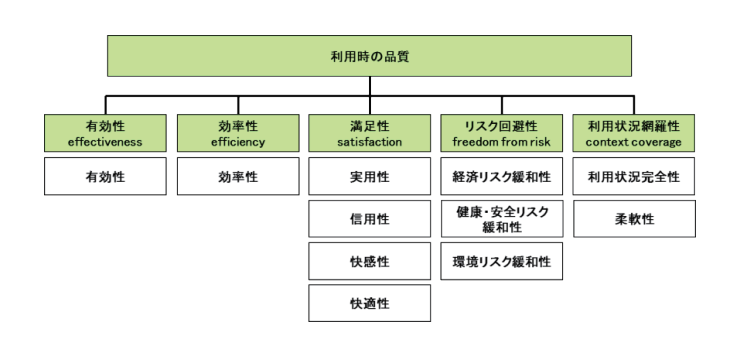 利用時の品質
有効性
effectiveness
効率性
efficiency
満足性
satisfaction
リスク回避性
freedom from risk
利用状況網羅性
context coverage
有効性
効率性
実用性
経済リスク緩和性
利用状況完全性
信用性
健康・安全リスク
緩和性
柔軟性
快感性
環境リスク緩和性
快適性